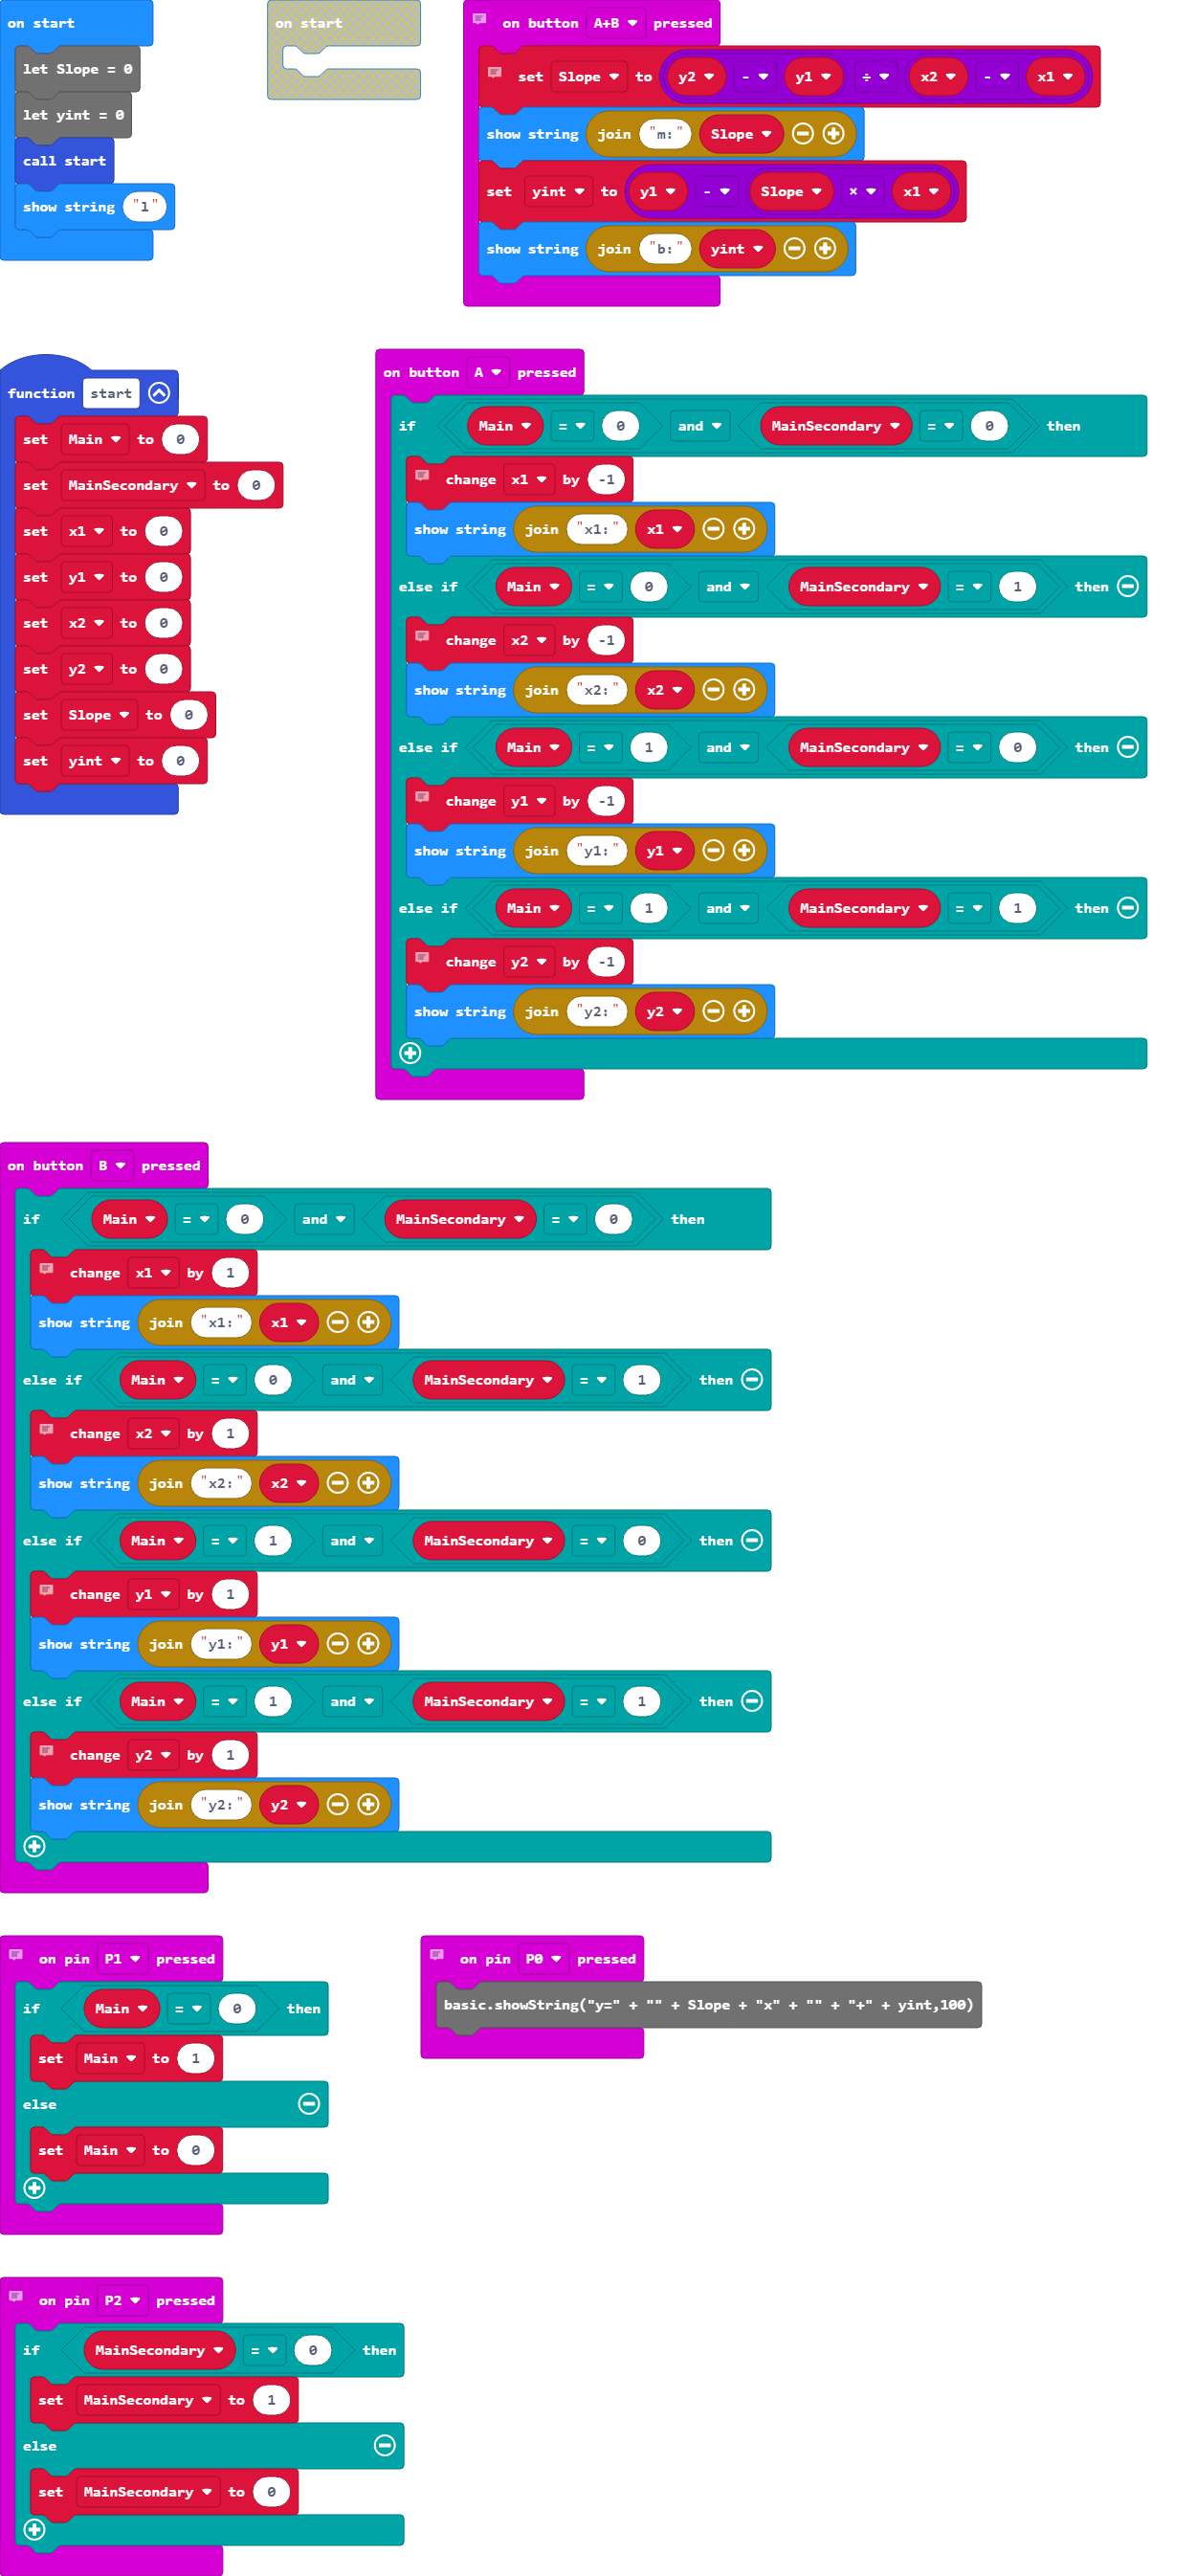 on start
let Slope = 0
let yint = 0
call start
show string "1"
on start
on button A+B pressed
set Slope to y2 - y1 ÷ x2 - x1
show string join "m:" Slope
set yint to y1 - Slope × x1
show string join "b:" yint
function start
set Main to 0
set MainSecondary to 0
set x1 to 0
set y1 to 0
set x2 to 0
set y2 to 0
set Slope to 0
set yint to 0
on button A pressed
if Main = 0 and MainSecondary = 0 then
change x1 by -1
show string join "x1:" x1
else if Main = 0 and MainSecondary = 1 then
change x2 by -1
show string join "x2:" x2
else if Main = 1 and MainSecondary = 0 then
change y1 by -1
show string join "y1:" y1
else if Main = 1 and MainSecondary = 1 then
change y2 by -1
show string join "y2:" y2
on button B pressed
if Main = 0 and MainSecondary = 0 then
change x1 by 1
show string join "x1:" x1
else if Main = 0 and MainSecondary = 1 then
change x2 by 1
show string join "x2:" x2
else if Main = 1 and MainSecondary = 0 then
change y1 by 1
show string join "y1:" y1
else if Main = 1 and MainSecondary = 1 then
change y2 by 1
show string join "y2:" y2
on pin P1 pressed
if Main = 0 then
set Main to 1
else
set Main to 0
on pin P0 pressed
basic.showString("y=" + "" + Slope + "x" + "" + "+" + yint,100)
on pin P2 pressed
if MainSecondary = 0 then
set MainSecondary to 1
else
set MainSecondary to 0